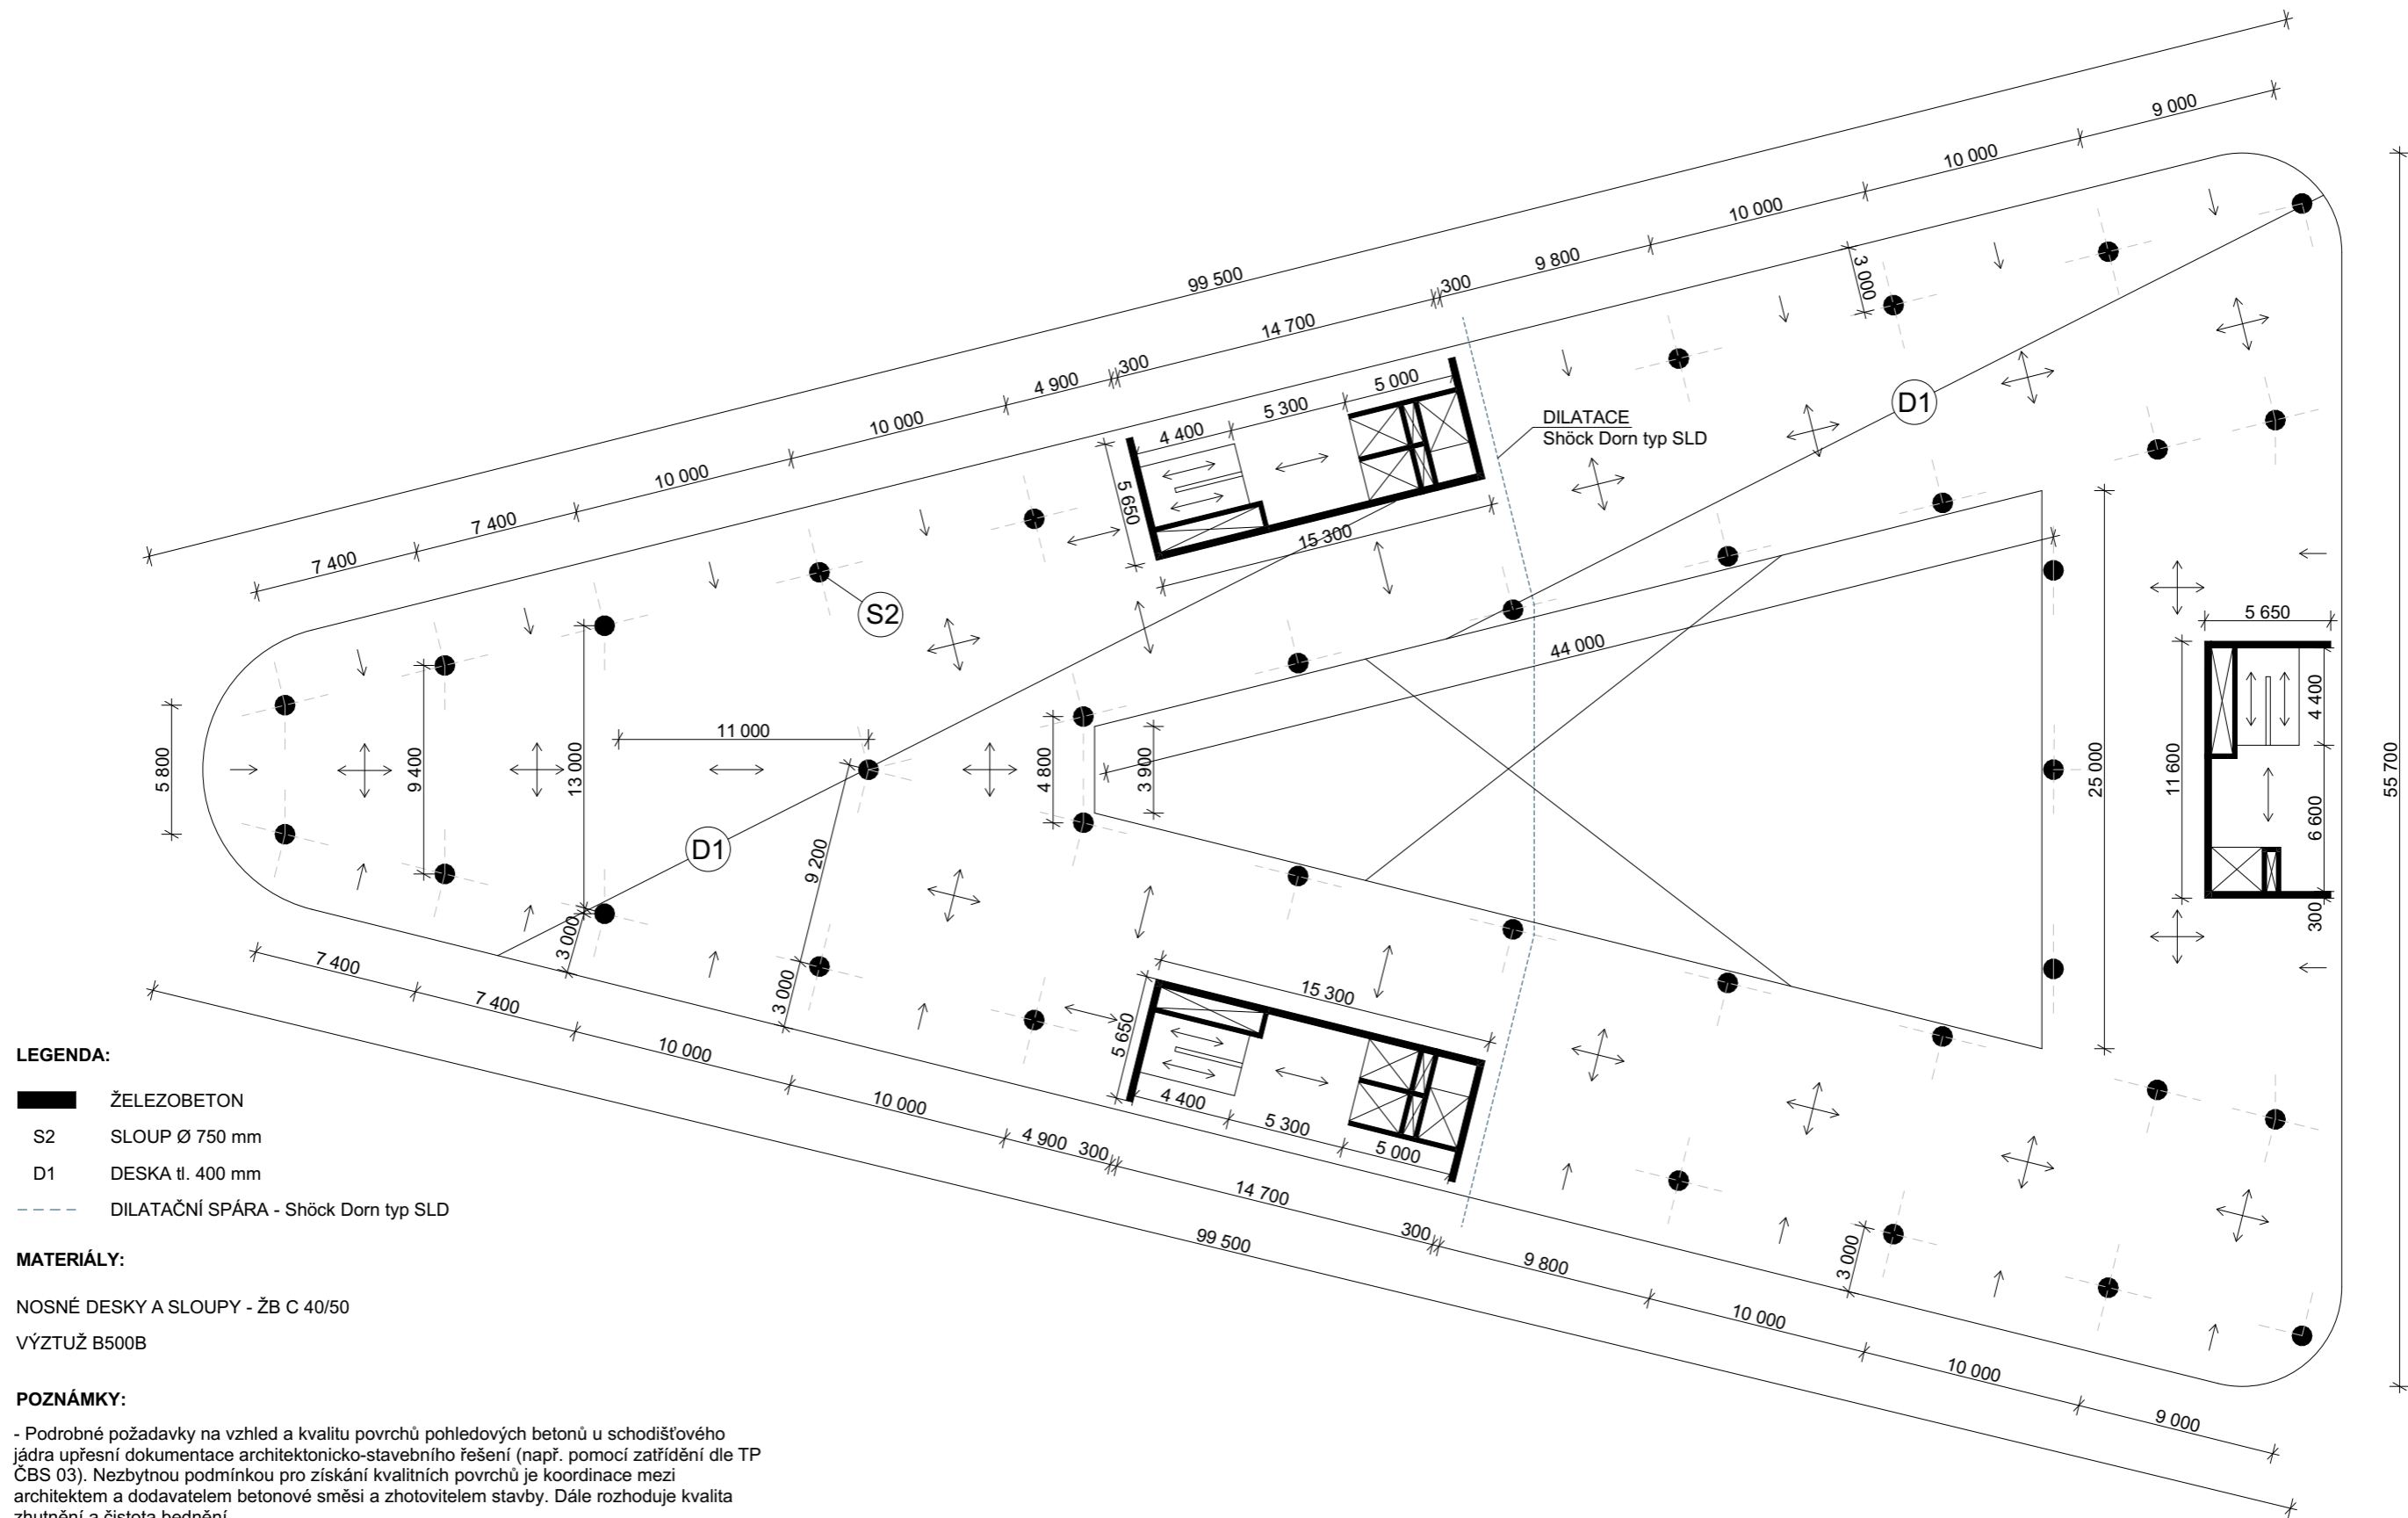 99 500
9 000
10 000
10 000
9 800
300
14 700
300
4 900
10 000
10 000
7 400
7 400
3 000
5 000
5 300
4 400
5 650
15 300
DILATACE
Shöck Dorn typ SLD
D1
S2
44 000
5 650
4 400
11 600
6 600
300
25 000
55 700
11 000
5 800
9 400
13 000
4 800
3 900
9 200
D1
3 000
3 000
7 400
7 400
10 000
10 000
4 900
300
14 700
300
9 800
10 000
10 000
9 000
99 500
15 300
5 650
4 400
5 300
5 000
3 000
LEGENDA:
ŽELEZOBETON
S2 SLOUP Ø 750 mm
D1 DESKA tl. 400 mm
DILATAČNÍ SPÁRA - Shöck Dorn typ SLD
MATERIÁLY:
NOSNÉ DESKY A SLOUPY - ŽB C 40/50
VÝZTUŽ B500B
POZNÁMKY:
- Podrobné požadavky na vzhled a kvalitu povrchů pohledových betonů u schodišťového
jádra upřesní dokumentace architektonicko-stavebního řešení (např. pomocí zatřídění dle TP
ČBS 03). Nezbytnou podmínkou pro získání kvalitních povrchů je koordinace mezi
architektem a dodavatelem betonové směsi a zhotovitelem stavby. Dále rozhoduje kvalita
zhutnění a čistota bednění